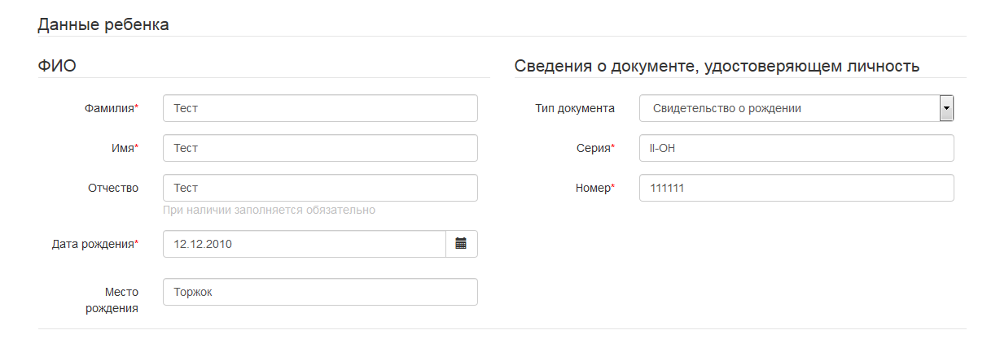 Данные ребенка
ФИО
Сведения о документе, удостоверяющем личность
Фамилия* Тест
Тип документа Свидетельство о рождении
Имя* Тест
Серия* II-ОН
Отчество Тест
Номер* 111111
При наличии заполняется обязательно
Дата рождения* 12.12.2010
Место Торжок
рождения